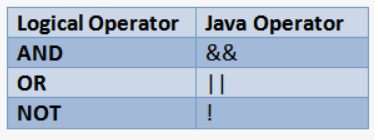 Logical Operator Java Operator
AND &&
OR ||
NOT !